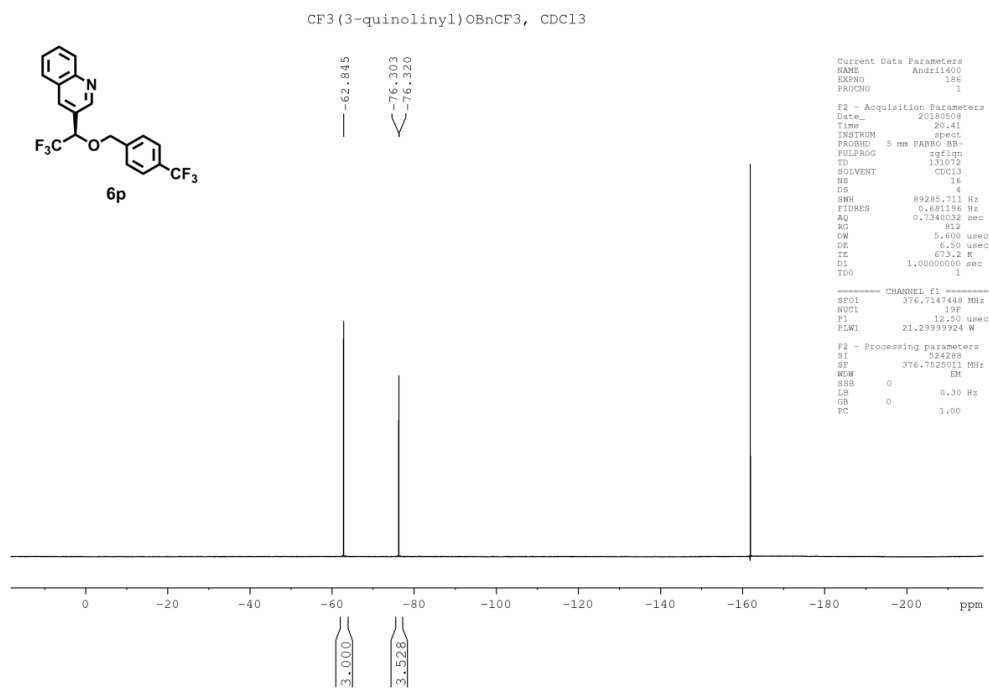 CF3(3-quinolinyl)OBnCF3, CDCl3
-62.845
-76.303
-76.320
N
F3C
O
CF3
6p
Current Data Parameters
NAME Andrii400
EXPNO 186
PROCNO 1
F2 - Acquisition Parameters
Date_ 20180508
Time 20.41
INSTRUM spect
PROBHD 5 mm PABBO BB-
PULPROG zgflqn
TD 131072
SOLVENT CDCl3
NS 16
DS 4
SWH 89285.711 Hz
FIDRES 0.681196 Hz
AQ 0.7340032 sec
RG 812
DW 5.600 usec
DE 6.50 usec
TE 673.2 K
D1 1.00000000 sec
TD0 1
======== CHANNEL f1 ========
SFO1 376.7147448 MHz
NUC1 19F
P1 12.50 usec
PLW1 21.29999924 W
F2 - Processing parameters
SI 524288
SF 376.7525011 MHz
WDW EM
SSB 0
LB 0.30 Hz
GB 0
PC 1.00
0 -20 -40 -60 -80 -100 -120 -140 -160 -180 -200 ppm
3.000
3.528